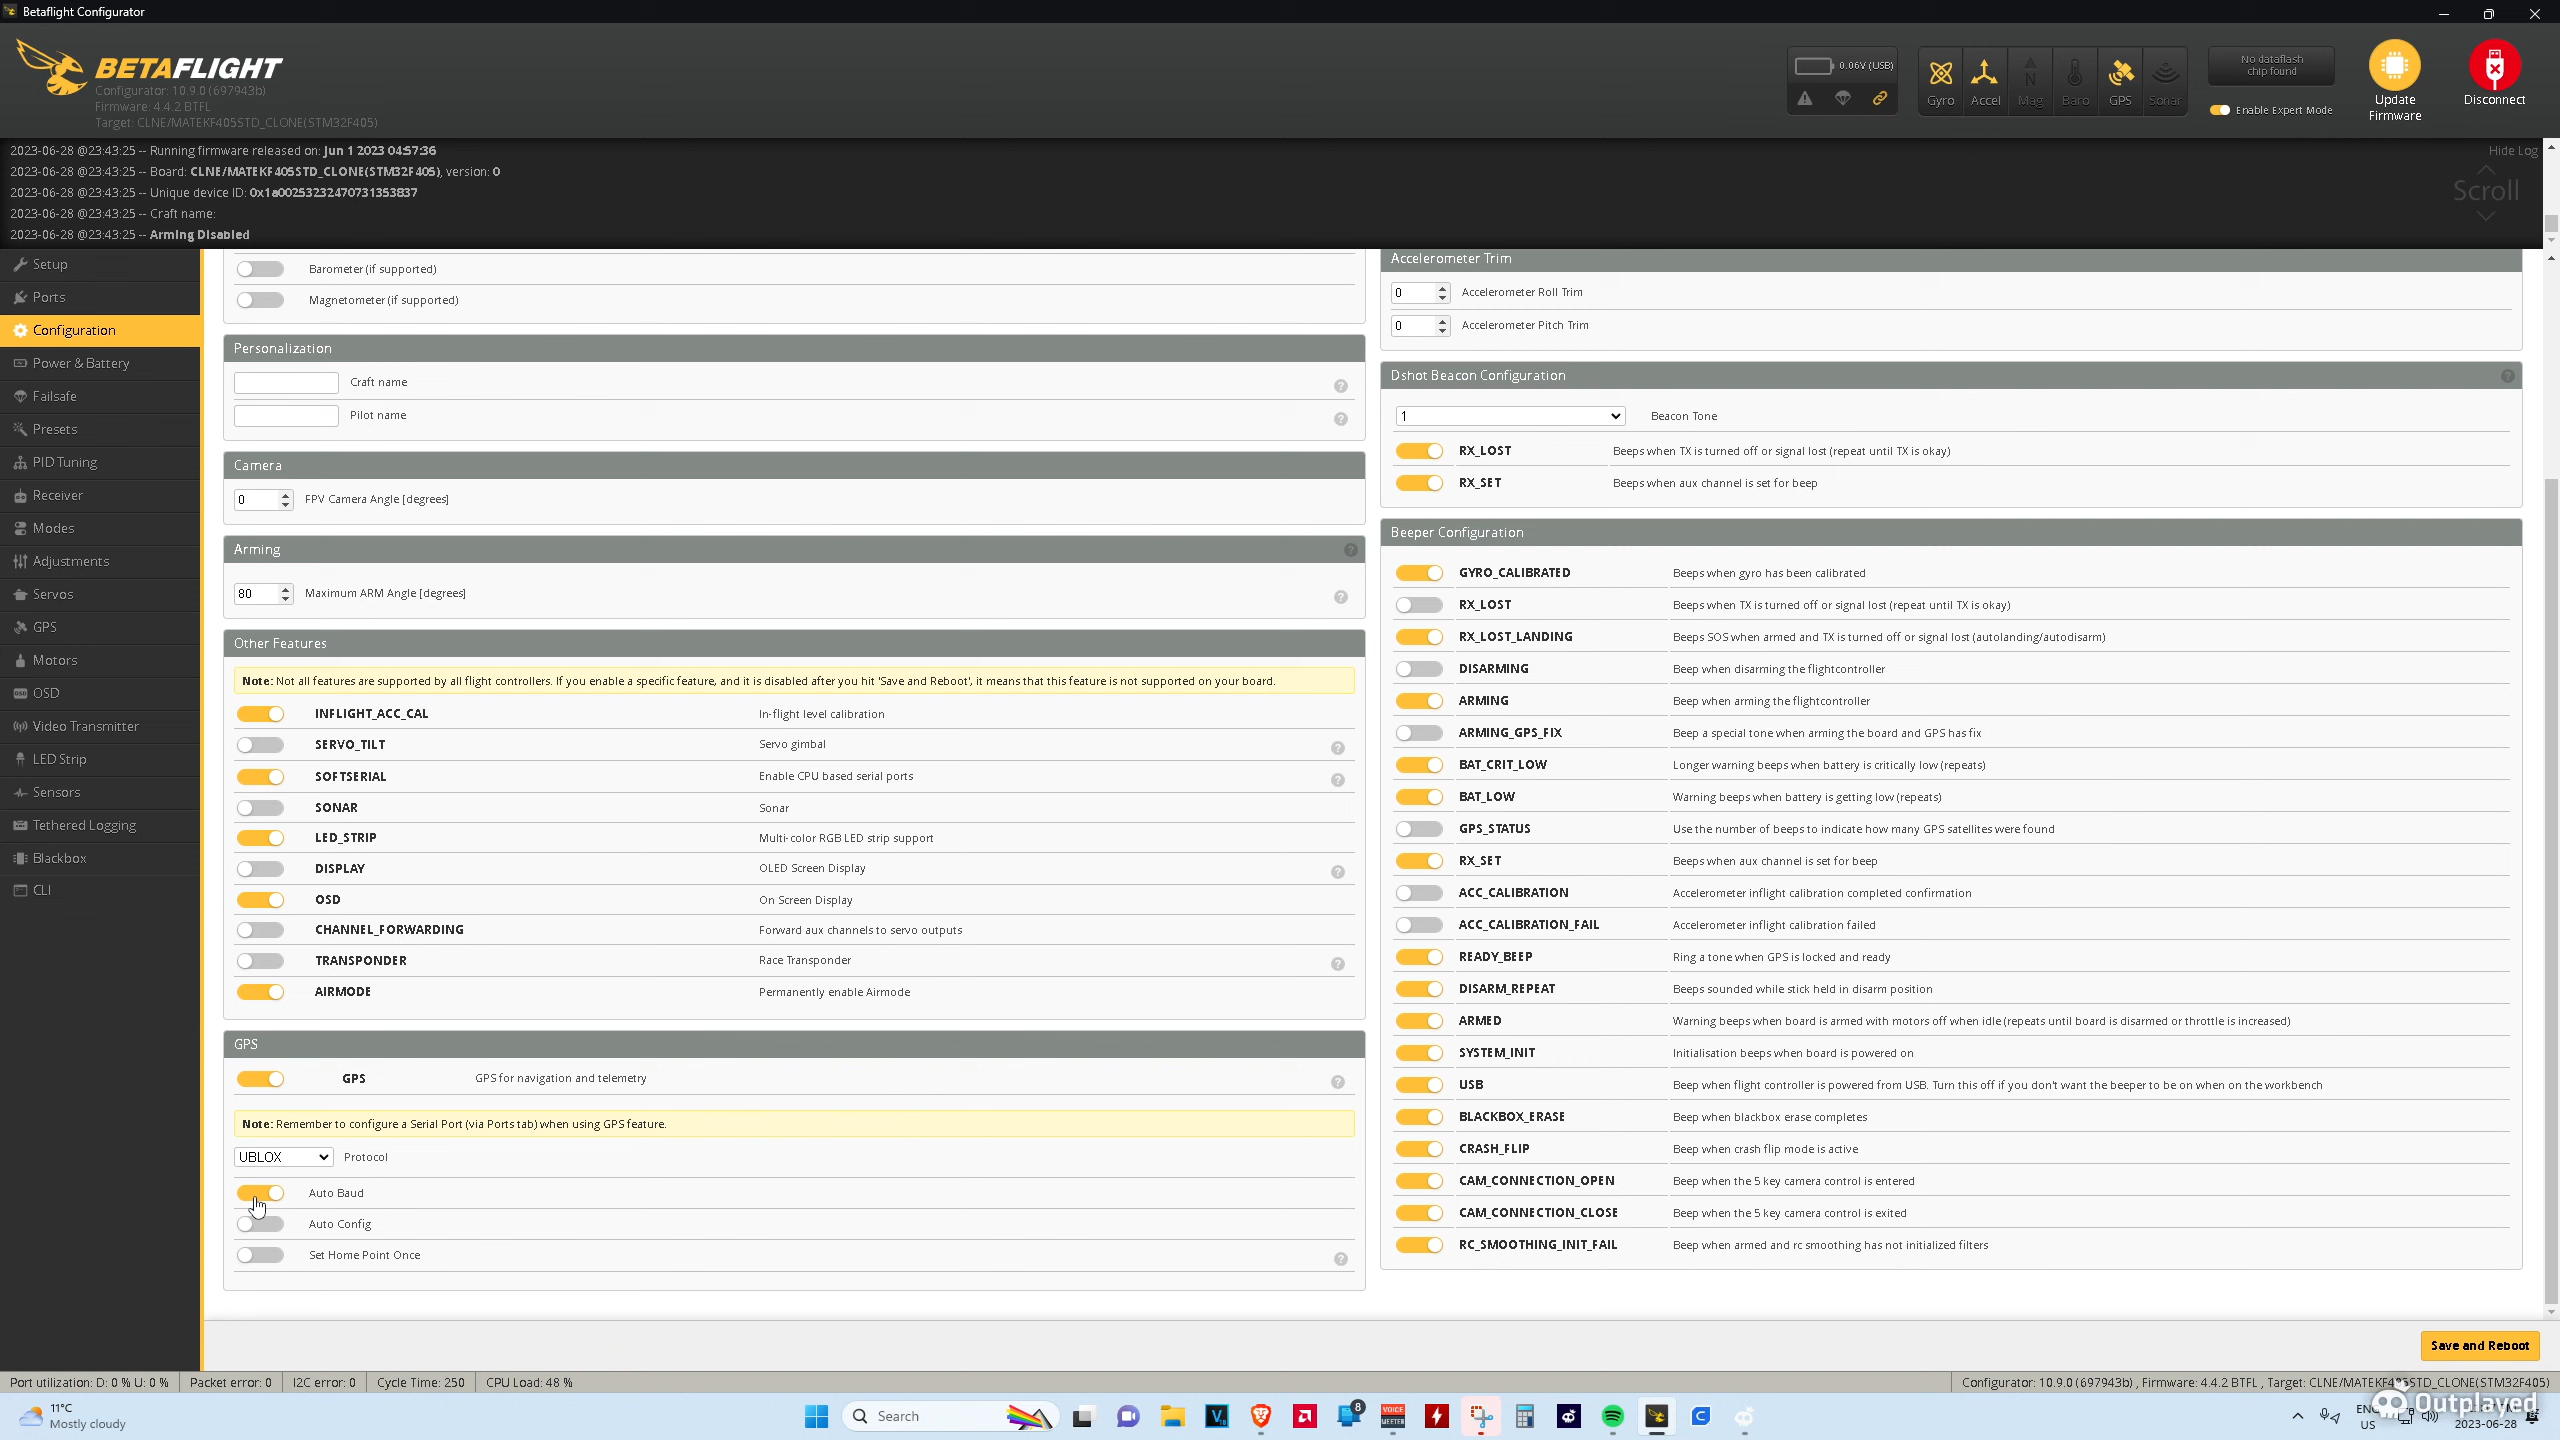 Betaflight Configurator
BETAFLIGHT
Configurator: 10.9.0 (697943b)
Firmware: 4.4.2 BTFL
Target: CLNE/MATEKF405STD_CLONE(STM32F405)
0.06V (USB)
Gyro
Accel
Mag
Baro
GPS
Sonar
No dataflash
chip found
Enable Expert Mode
Update
Firmware
Disconnect
2023-06-28 @23:43:25 -- Running firmware released on: Jun 1 2023 04:57:36
2023-06-28 @23:43:25 -- Board: CLNE/MATEKF405STD_CLONE(STM32F405), version: 0
2023-06-28 @23:43:25 -- Unique device ID: 0x1a00253232470731353837
2023-06-28 @23:43:25 -- Craft name:
2023-06-28 @23:43:25 -- Arming Disabled
Hide Log
Scroll
Setup
Ports
Configuration
Power & Battery
Failsafe
Presets
PID Tuning
Receiver
Modes
Adjustments
Servos
GPS
Motors
OSD
Video Transmitter
LED Strip
Sensors
Tethered Logging
Blackbox
CLI
Barometer (if supported)
Magnetometer (if supported)
Personalization
Craft name
Pilot name
Camera
0 FPV Camera Angle [degrees]
Arming
80 Maximum ARM Angle [degrees]
Other Features
Note: Not all features are supported by all flight controllers. If you enable a specific feature, and it is disabled after you hit 'Save and Reboot', it means that this feature is not supported on your board.
INFLIGHT_ACC_CAL In-flight level calibration
SERVO_TILT Servo gimbal
SOFTSERIAL Enable CPU based serial ports
SONAR Sonar
LED_STRIP Multi-color RGB LED strip support
DISPLAY OLED Screen Display
OSD On Screen Display
CHANNEL_FORWARDING Forward aux channels to servo outputs
TRANSPONDER Race Transponder
AIRMODE Permanently enable Airmode
GPS
GPS GPS for navigation and telemetry
Note: Remember to configure a Serial Port (via Ports tab) when using GPS feature.
UBLOX Protocol
Auto Baud
Auto Config
Set Home Point Once
Accelerometer Trim
0 Accelerometer Roll Trim
0 Accelerometer Pitch Trim
Dshot Beacon Configuration
1 Beacon Tone
RX_LOST Beeps when TX is turned off or signal lost (repeat until TX is okay)
RX_SET Beeps when aux channel is set for beep
Beeper Configuration
GYRO_CALIBRATED Beeps when gyro has been calibrated
RX_LOST Beeps when TX is turned off or signal lost (repeat until TX is okay)
RX_LOST_LANDING Beeps SOS when armed and TX is turned off or signal lost (autolanding/autodisarm)
DISARMING Beep when disarming the flightcontroller
ARMING Beep when arming the flightcontroller
ARMING_GPS_FIX Beep a special tone when arming the board and GPS has fix
BAT_CRIT_LOW Longer warning beeps when battery is critically low (repeats)
BAT_LOW Warning beeps when battery is getting low (repeats)
GPS_STATUS Use the number of beeps to indicate how many GPS satellites were found
RX_SET Beeps when aux channel is set for beep
ACC_CALIBRATION Accelerometer inflight calibration completed confirmation
ACC_CALIBRATION_FAIL Accelerometer inflight calibration failed
READY_BEEP Ring a tone when GPS is locked and ready
DISARM_REPEAT Beeps sounded while stick held in disarm position
ARMED Warning beeps when board is armed with motors off when idle (repeats until board is disarmed or throttle is increased)
SYSTEM_INIT Initialisation beeps when board is powered on
USB Beep when flight controller is powered from USB. Turn this off if you don't want the beeper to be on when on the workbench
BLACKBOX_ERASE Beep when blackbox erase completes
CRASH_FLIP Beep when crash flip mode is active
CAM_CONNECTION_OPEN Beep when the 5 key camera control is entered
CAM_CONNECTION_CLOSE Beep when the 5 key camera control is exited
RC_SMOOTHING_INIT_FAIL Beep when armed and rc smoothing has not initialized filters
Save and Reboot
Port utilization: D: 0 % U: 0 %
Packet error: 0
I2C error: 0
Cycle Time: 250
CPU Load: 48 %
Configurator: 10.9.0 (697943b) , Firmware: 4.4.2 BTFL , Target: CLNE/MATEKF405STD_CLONE(STM32F405)
11°C
Mostly cloudy
Search
8
VOICE
MEETER
US
2023-06-28
Outplayed